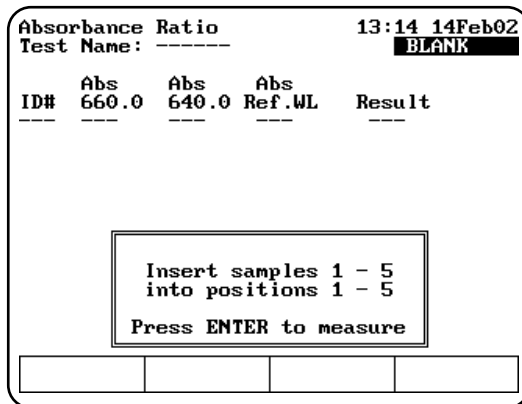 Absorbance Ratio 13:14 14Feb02
Test Name: ------ BLANK
Abs Abs Abs
ID# 660.0 640.0 Ref.WL Result
--- --- --- --- ---
Insert samples 1 - 5
into positions 1 - 5
Press ENTER to measure